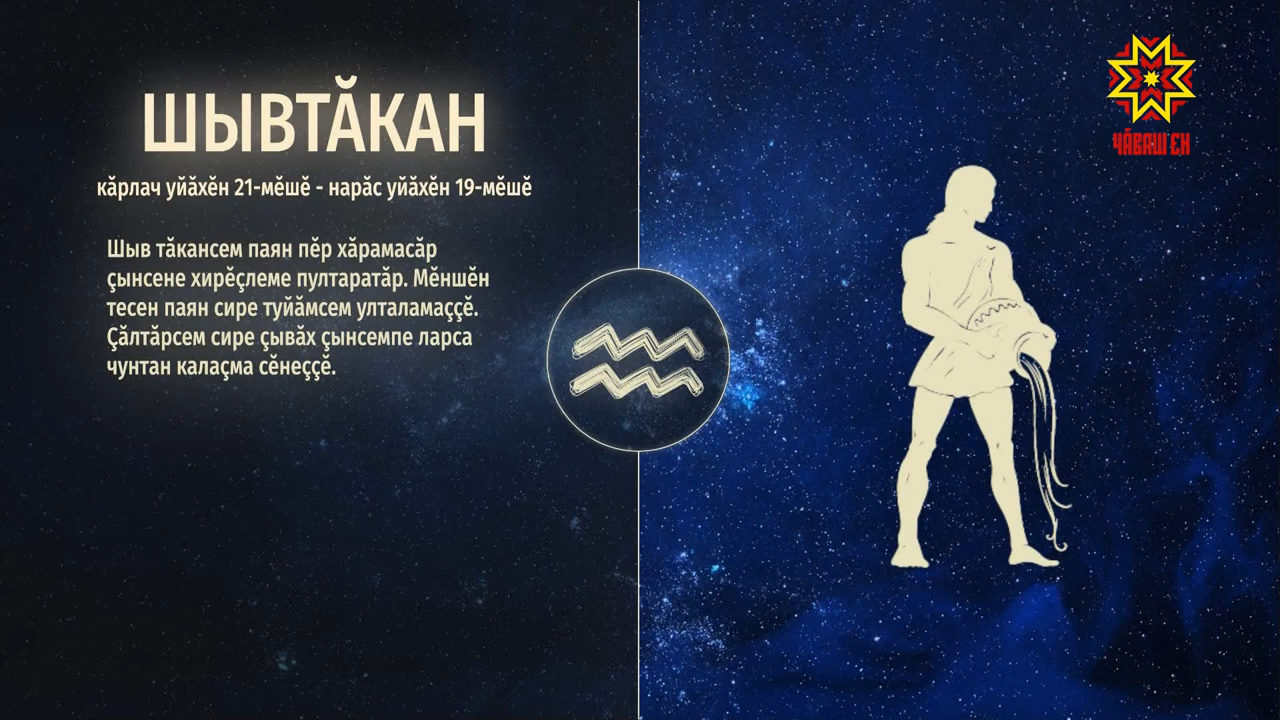 ШЫВТĂКАН
кăрлач уйăхĕн 21-мĕшĕ - нарăс уйăхĕн 19-мĕшĕ
Шыв тăкансем паян пĕр хăрамасăр
çынсене хирĕçлеме пултаратăр. Мĕншĕн
тесен паян сире туйăмсем улталамаççĕ.
Çăлтăрсем сире çывăх çынсемпе ларса
чунтан калаçма сĕнеççĕ.
ЧĂВАШ ЕН